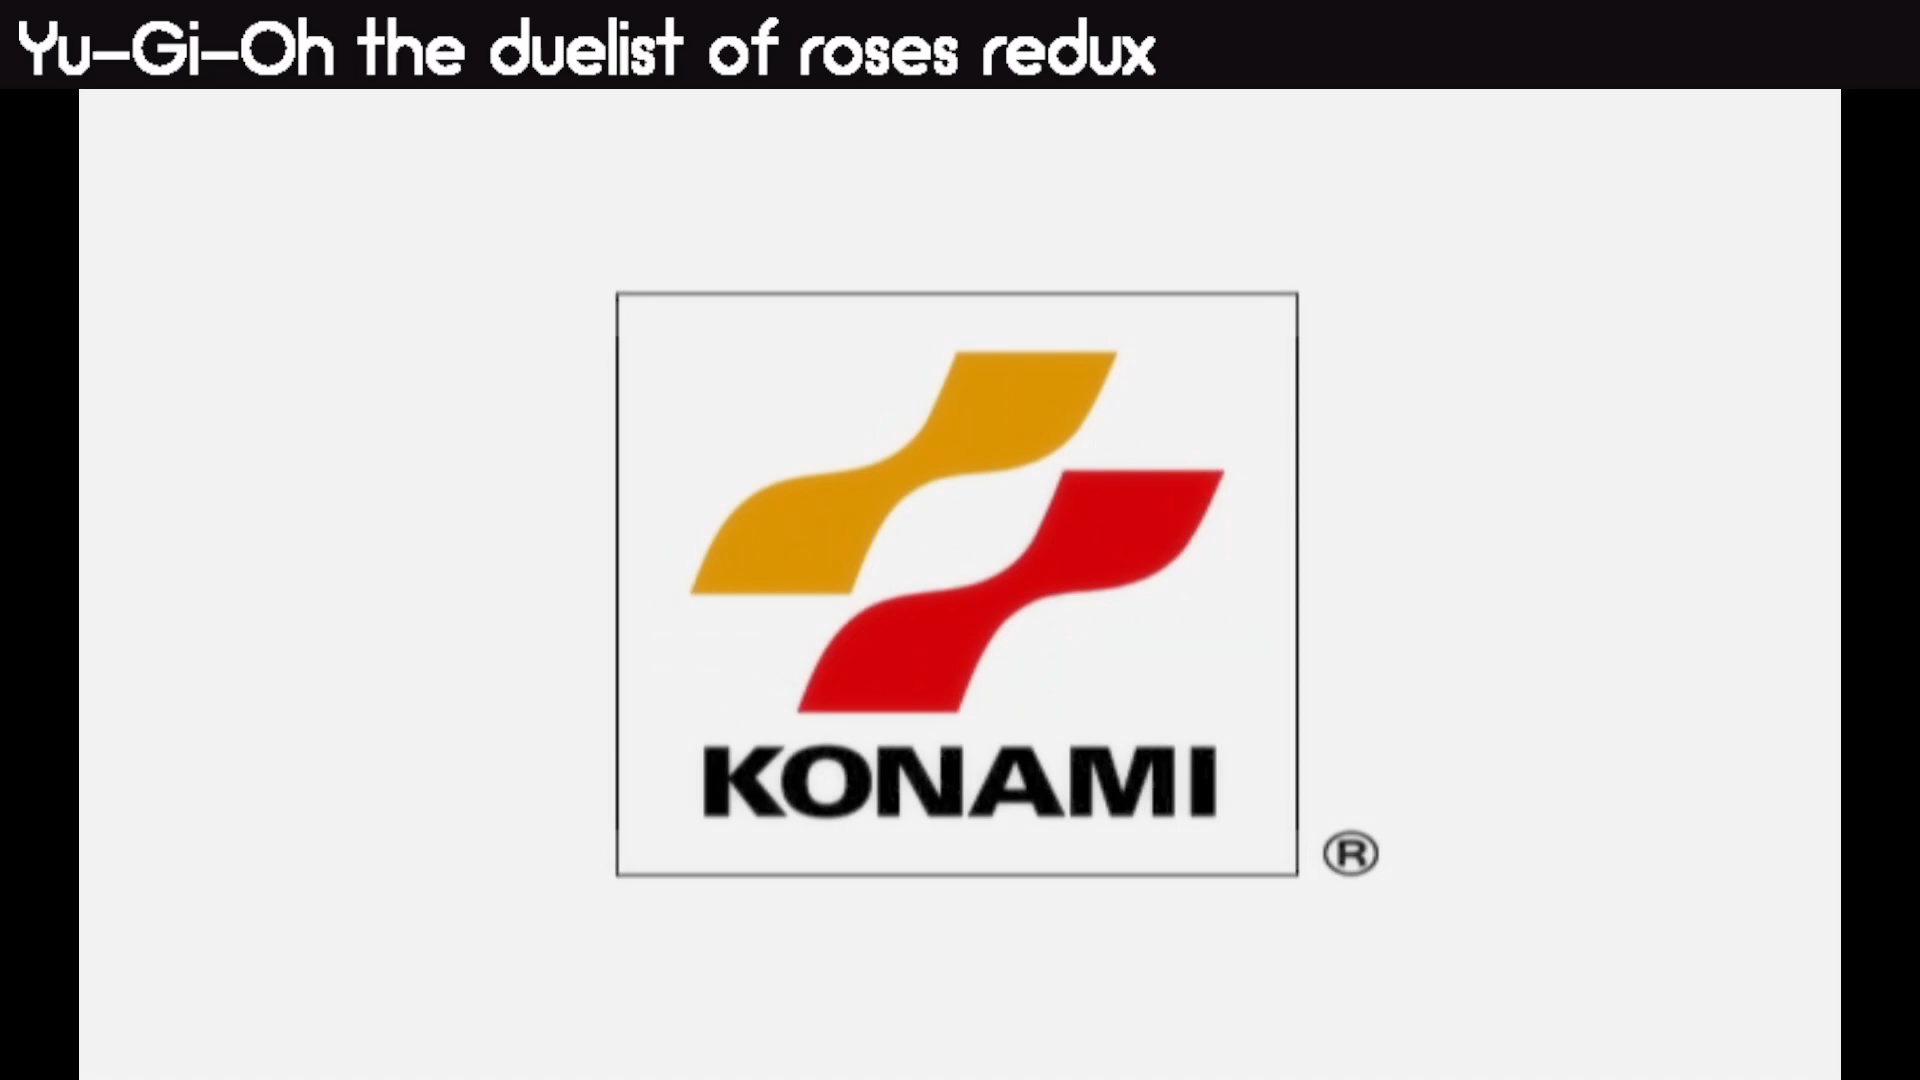 Yu-Gi-Oh the duelist of roses redux
KONAMI
®